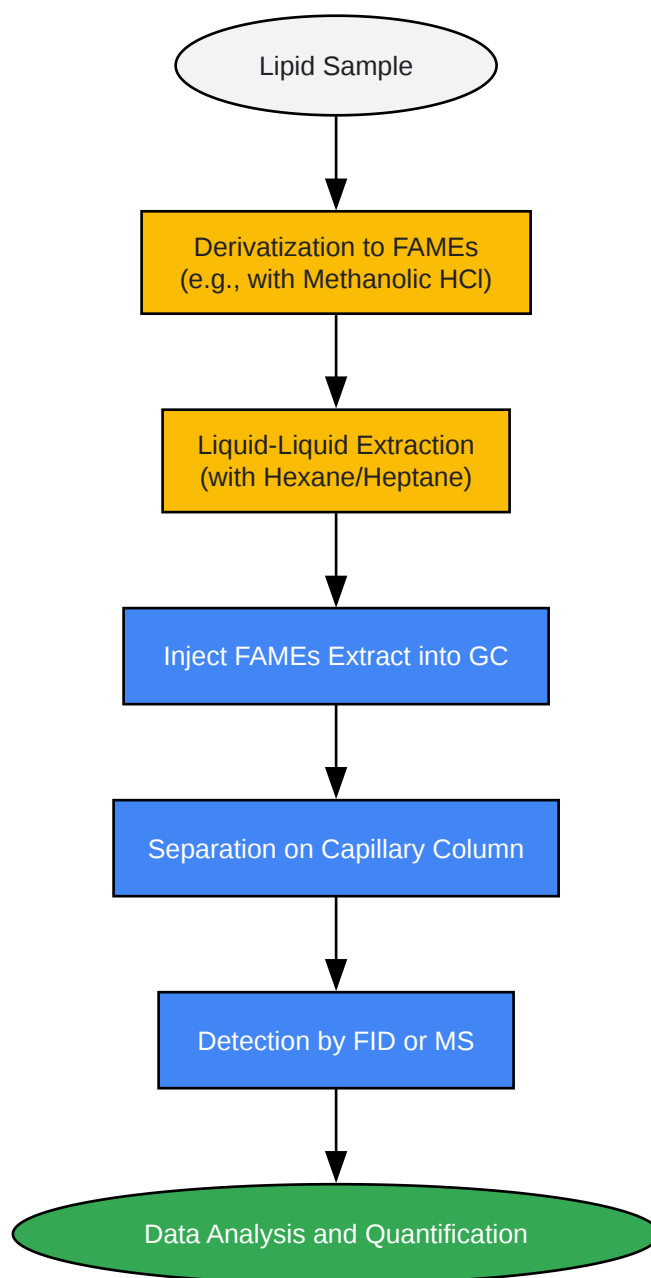 Lipid Sample
Derivatization to FAMEs
(e.g., with Methanolic HCl)
Liquid-Liquid Extraction
(with Hexane/Heptane)
Inject FAMEs Extract into GC
Separation on Capillary Column
Detection by FID or MS
Data Analysis and Quantification